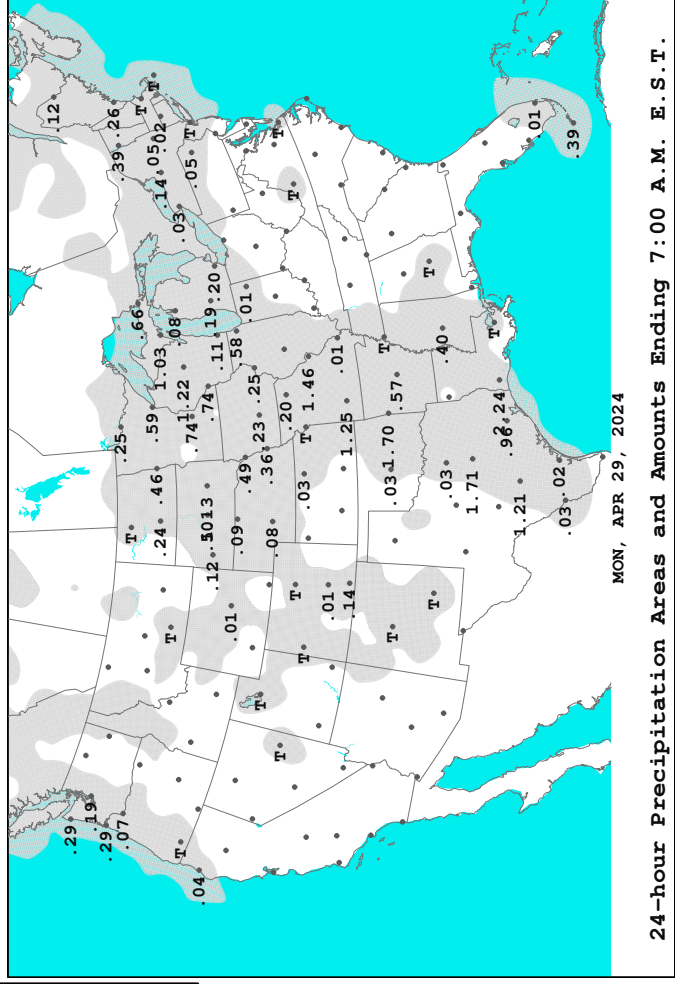 .12
.29
.19
.29
.26
.39
.25
.07
T
.66
T
.59
.05
T
.24
.46
1.03
.14
.02
T
.08
.03
T
1.22
T
.74
.05
.04
.74
.19
.12
.20
.11
.01
.58
.09
.49
.01
.25
.23
T
.36
.08
T
T
.20
T
T
T
.03
T
1.46
.01
.01
1.25
.14
T
1.70
.03
T
.57
T
T
.40
.03
1.71
T
2.24
.96
1.21
.01
.02
.03
.39
MON, APR 29, 2024
24-hour Precipitation Areas and Amounts Ending 7:00 A.M. E.S.T.